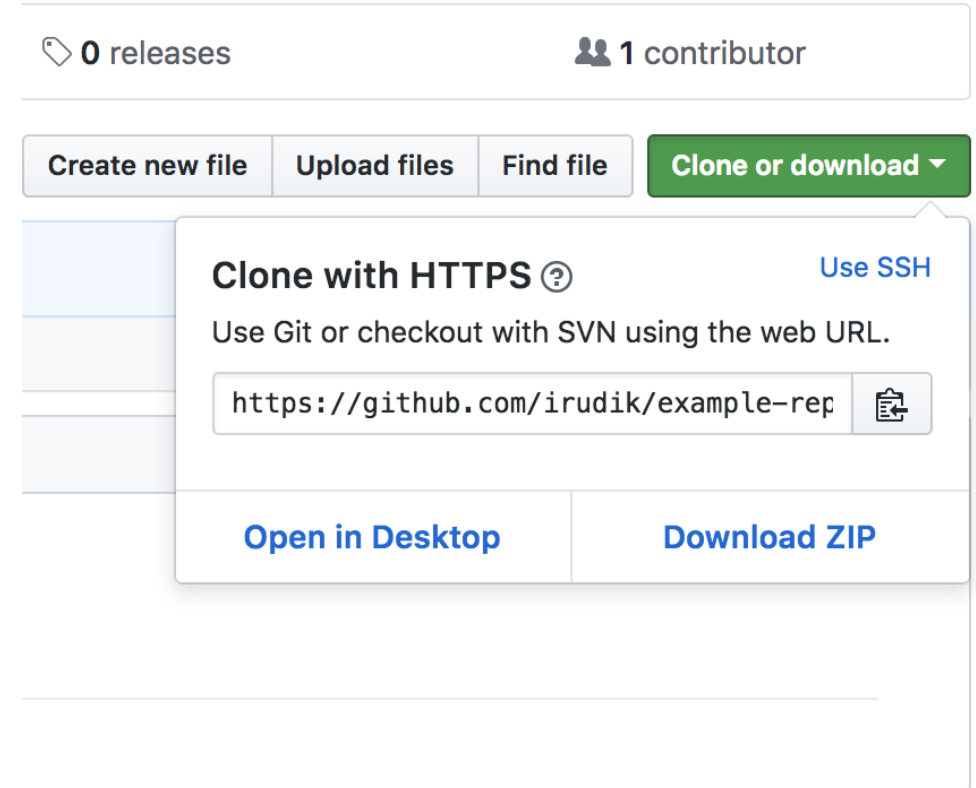 0 releases 1 contributor
Create new file Upload files Find file Clone or download
Clone with HTTPS ? Use SSH
Use Git or checkout with SVN using the web URL.
https://github.com/irudik/example-rep
Open in Desktop Download ZIP